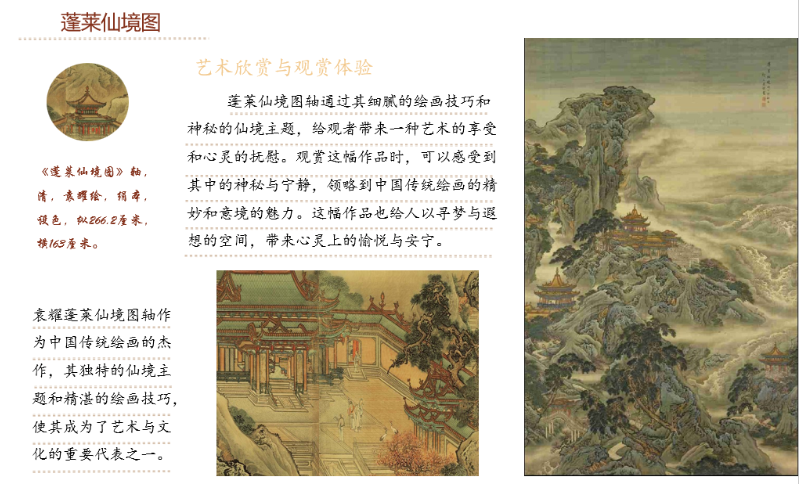 蓬莱仙境图
艺术欣赏与观赏体验
蓬莱仙境图轴通过其细腻的绘画技巧和
神秘的仙境主题，给观者带来一种艺术的享受
和心灵的抚慰。观赏这幅作品时，可以感受到
其中的神秘与宁静，领略到中国传统绘画的精
妙和意境的魅力。这幅作品也给人以寻梦与遐
想的空间，带来心灵上的愉悦与安宁。
《蓬莱仙境图》轴，
清，袁耀绘，绢本，
设色，纵266.2厘米，
横163厘米。
袁耀蓬莱仙境图轴作
为中国传统绘画的杰
作，其独特的仙境主
题和精湛的绘画技巧，
使其成为了艺术与文
化的重要代表之一。